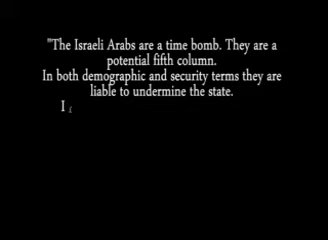 "The Israeli Arabs are a time bomb. They are a
potential fifth column.
In both demographic and security terms they are
liable to undermine the state.
I